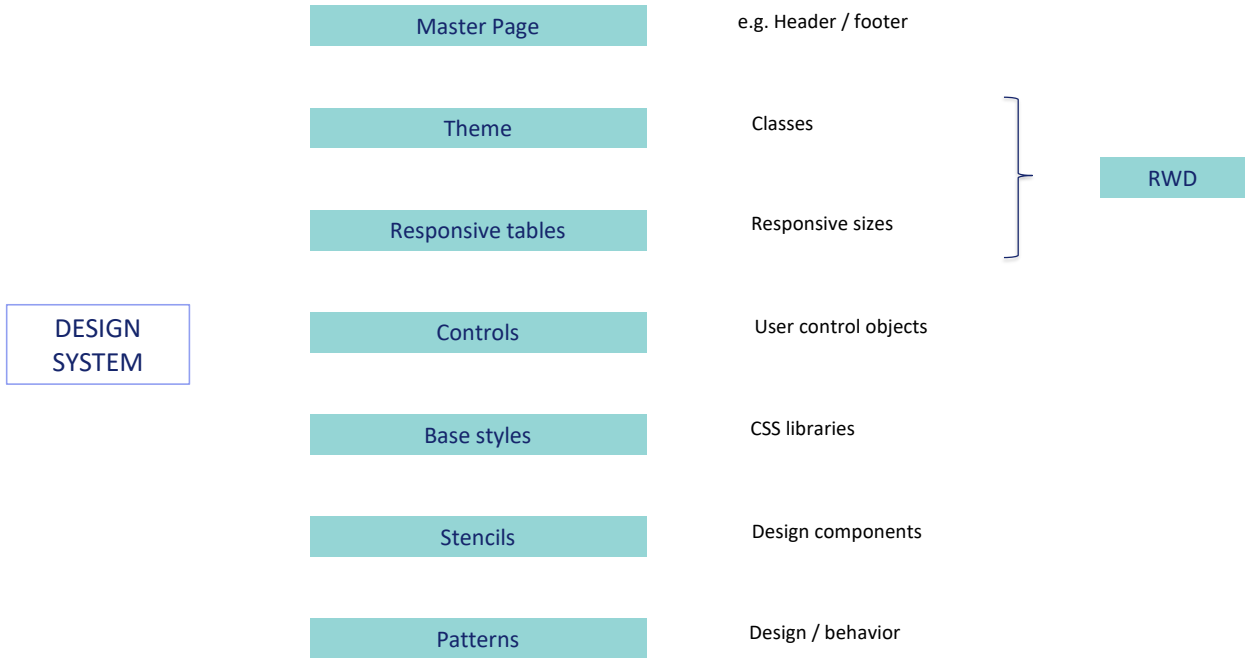 Master Page
e.g. Header / footer
Theme
Classes
RWD
Responsive tables
Responsive sizes
DESIGN
SYSTEM
Controls
User control objects
Base styles
CSS libraries
Stencils
Design components
Patterns
Design / behavior